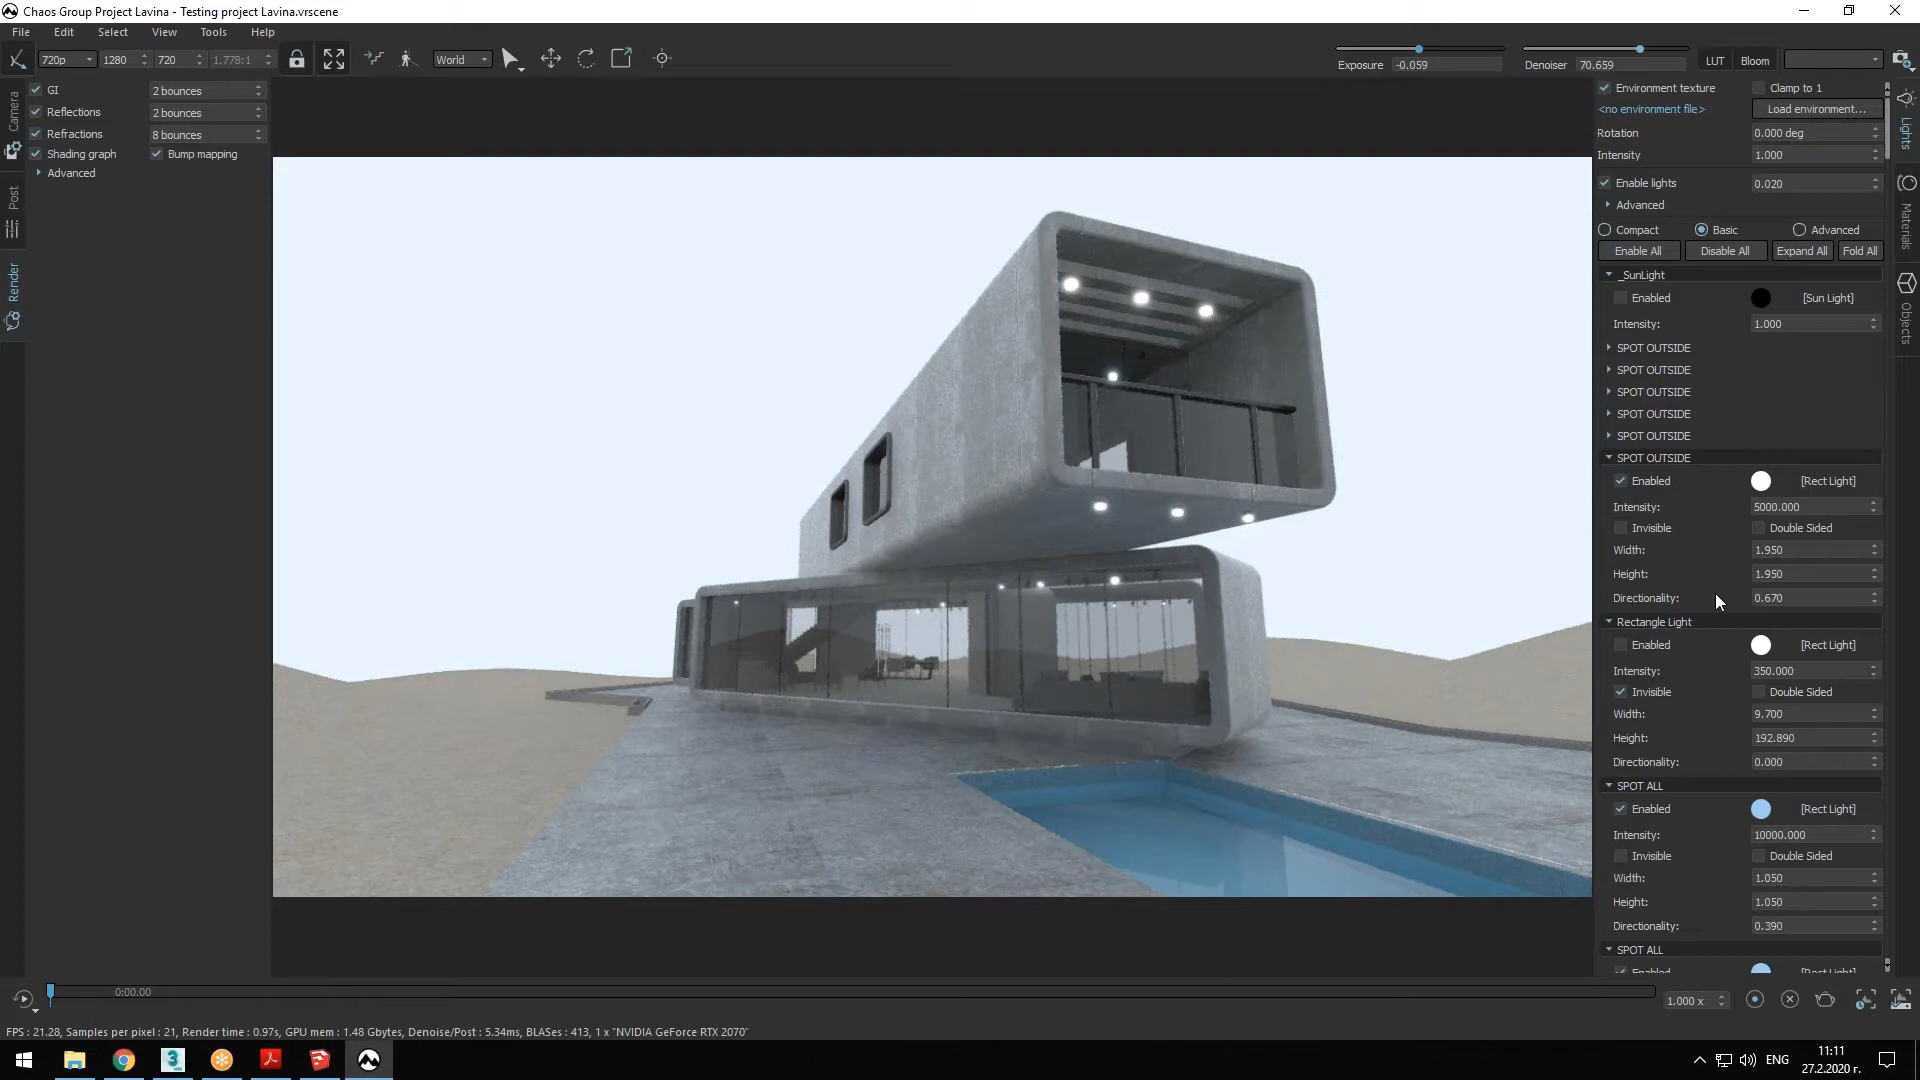 Chaos Group Project Lavina - Testing project Lavina.vrscene
File Edit Select View Tools Help
720p 1280 720 1.778:1 World Exposure -0.059 Denoiser 70.659 LUT Bloom
Camera
Post
Render
GI 2 bounces
Reflections 2 bounces
Refractions 8 bounces
Shading graph Bump mapping
Advanced
Environment texture Clamp to 1
<no environment file> Load environment...
Rotation 0.000 deg
Intensity 1.000
Enable lights 0.020
Advanced
Compact Basic Advanced
Enable All Disable All Expand All Fold All
_SunLight
Enabled [Sun Light]
Intensity: 1.000
SPOT OUTSIDE
SPOT OUTSIDE
SPOT OUTSIDE
SPOT OUTSIDE
SPOT OUTSIDE
SPOT OUTSIDE
Enabled [Rect Light]
Intensity: 5000.000
Invisible Double Sided
Width: 1.950
Height: 1.950
Directionality: 0.670
Rectangle Light
Enabled [Rect Light]
Intensity: 350.000
Invisible Double Sided
Width: 9.700
Height: 192.890
Directionality: 0.000
SPOT ALL
Enabled [Rect Light]
Intensity: 10000.000
Invisible Double Sided
Width: 1.050
Height: 1.050
Directionality: 0.390
SPOT ALL
Enabled [Rect Light]
Lights
Materials
Objects
0:00.00 1.000 x
FPS : 21.28, Samples per pixel : 21, Render time : 0.97s, GPU mem : 1.48 Gbytes, Denoise/Post : 5.34ms, BLASes : 413, 1 x "NVIDIA GeForce RTX 2070"
3
ENG
11:11
27.2.2020 г.